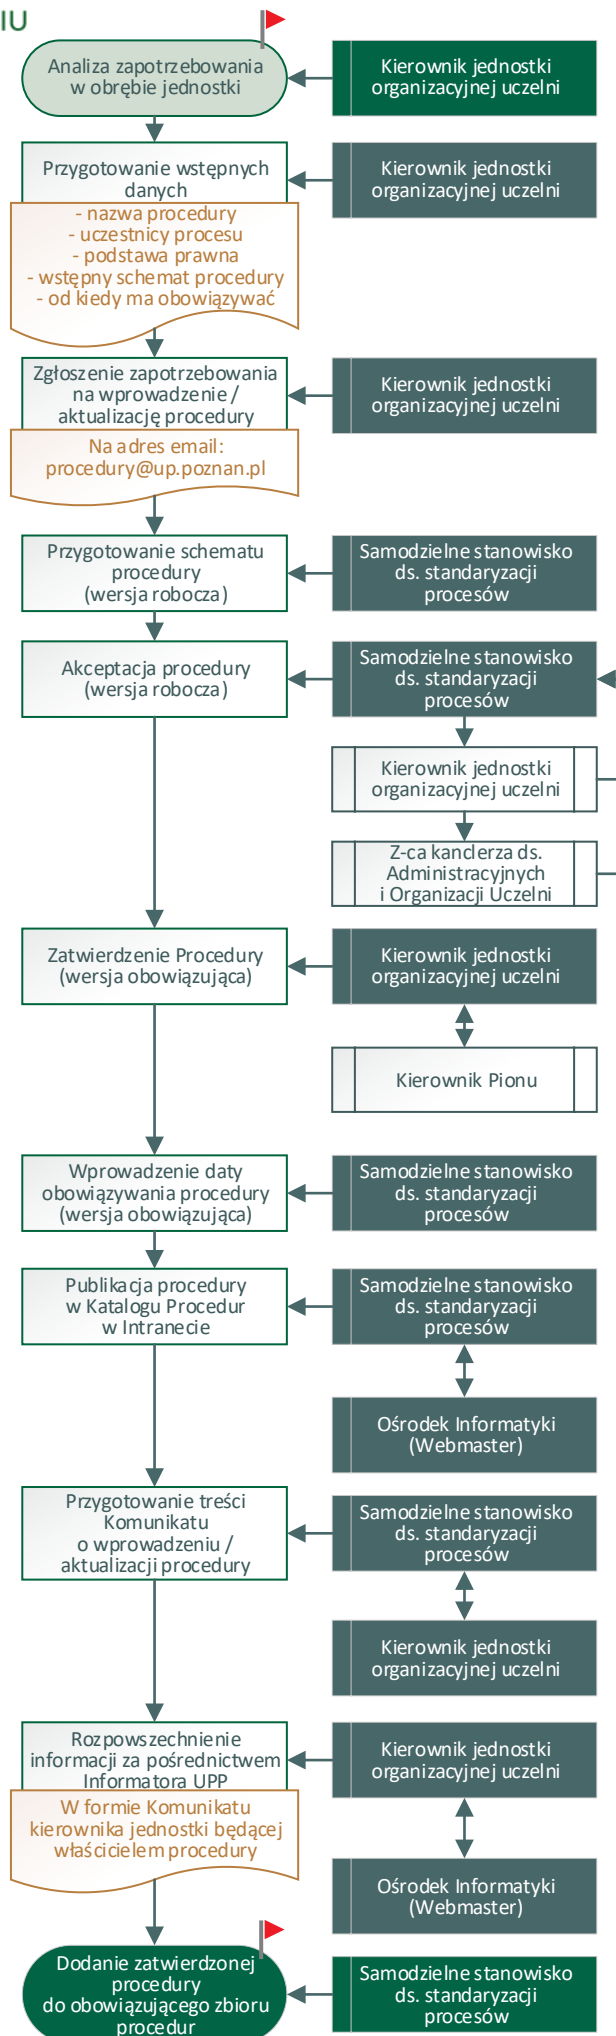 IU
Analiza zapotrzebowania
w obrębie jednostki
Kierownik jednostki
organizacyjnej uczelni
Przygotowanie wstępnych
danych
Kierownik jednostki
organizacyjnej uczelni
- nazwa procedury
- uczestnicy procesu
- podstawa prawna
- wstępny schemat procedury
- od kiedy ma obowiązywać
Zgłoszenie zapotrzebowania
na wprowadzenie /
aktualizację procedury
Kierownik jednostki
organizacyjnej uczelni
Na adres email:
procedury@up.poznan.pl
Przygotowanie schematu
procedury
(wersja robocza)
Samodzielne stanowisko
ds. standaryzacji
procesów
Akceptacja procedury
(wersja robocza)
Samodzielne stanowisko
ds. standaryzacji
procesów
Kierownik jednostki
organizacyjnej uczelni
Z-ca kanclerza ds.
Administracyjnych
i Organizacji Uczelni
Zatwierdzenie Procedury
(wersja obowiązująca)
Kierownik jednostki
organizacyjnej uczelni
Kierownik Pionu
Wprowadzenie daty
obowiązywania procedury
(wersja obowiązująca)
Samodzielne stanowisko
ds. standaryzacji
procesów
Publikacja procedury
w Katalogu Procedur
w Intranecie
Samodzielne stanowisko
ds. standaryzacji
procesów
Ośrodek Informatyki
(Webmaster)
Przygotowanie treści
Komunikatu
o wprowadzeniu /
aktualizacji procedury
Samodzielne stanowisko
ds. standaryzacji
procesów
Kierownik jednostki
organizacyjnej uczelni
Rozpowszechnienie
informacji za pośrednictwem
Informatora UPP
Kierownik jednostki
organizacyjnej uczelni
W formie Komunikatu
kierownika jednostki będącej
właścicielem procedury
Ośrodek Informatyki
(Webmaster)
Dodanie zatwierdzonej
procedury
do obowiązującego zbioru
procedur
Samodzielne stanowisko
ds. standaryzacji
procesów